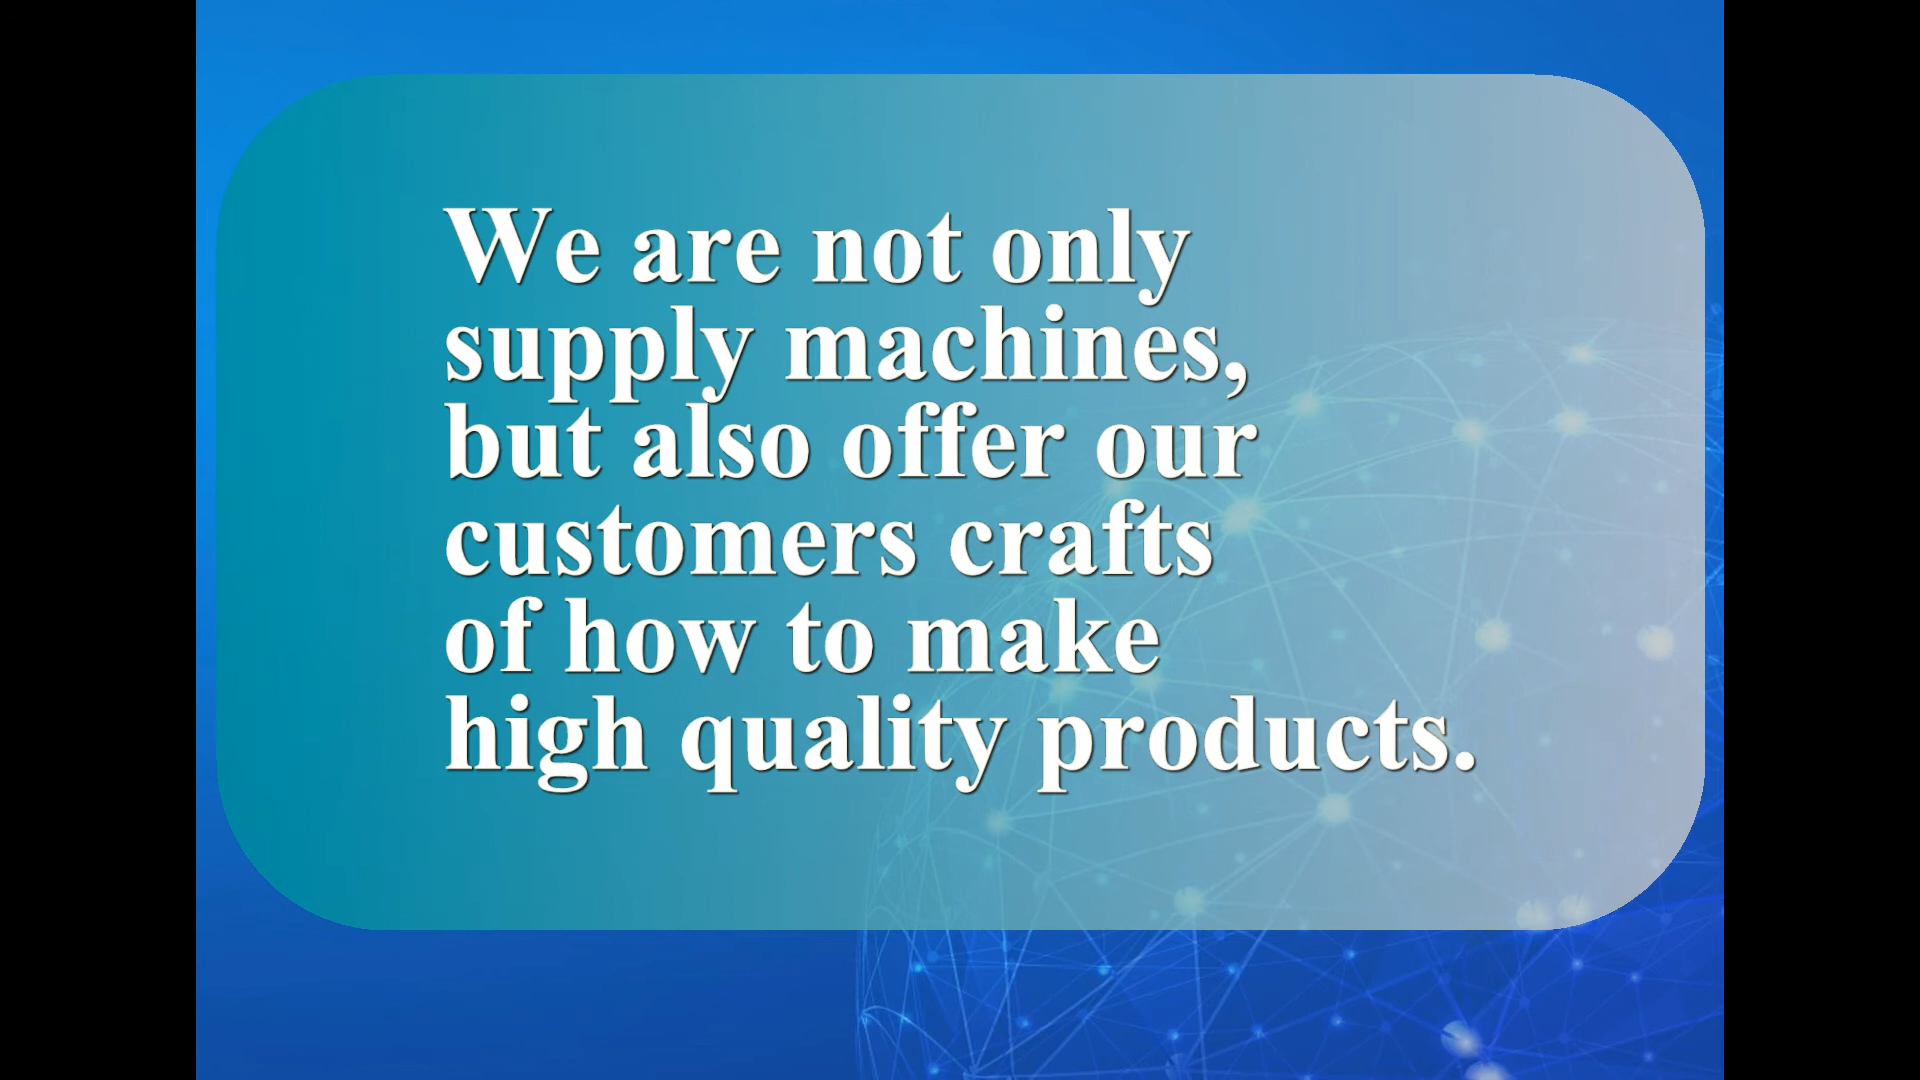 We are not only
supply machines,
but also offer our
customers crafts
of how to make
high quality products.